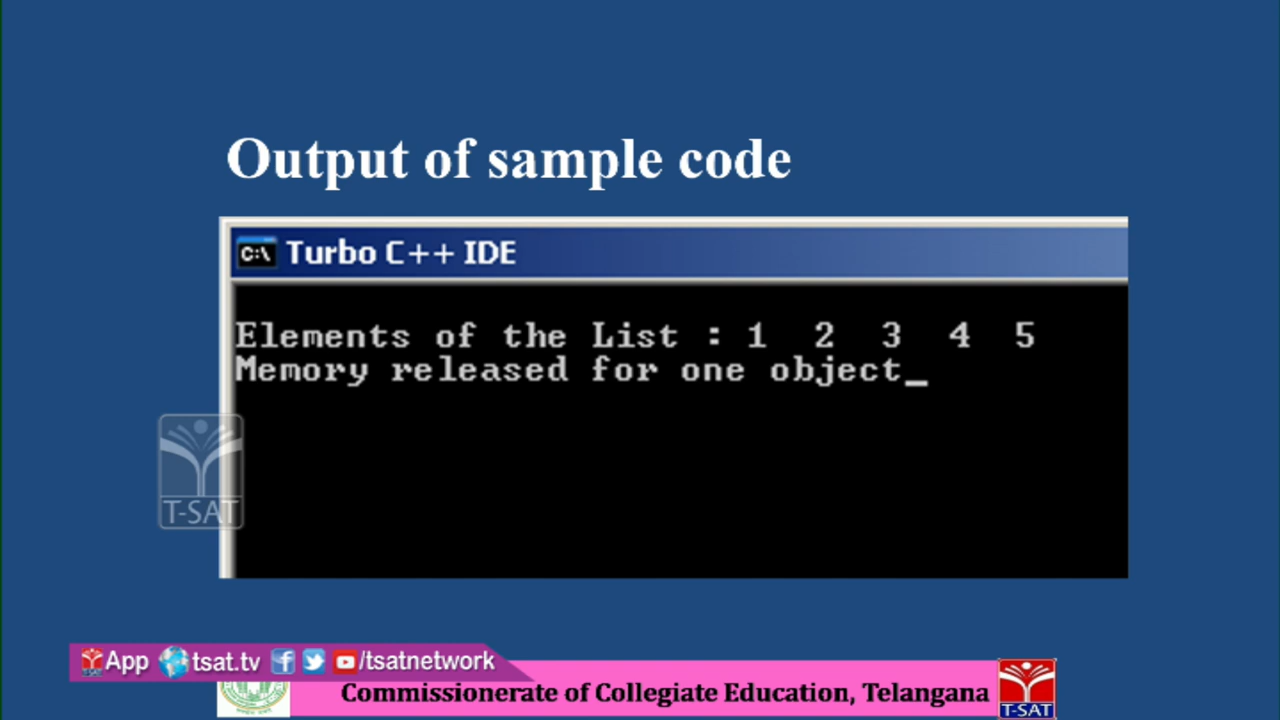 Output of sample code
C:\ Turbo C++ IDE
Elements of the List : 1 2 3 4 5
Memory released for one object_
T-SAT
App tsat.tv /tsatnetwork
Commissionerate of Collegiate Education, Telangana
T-SAT